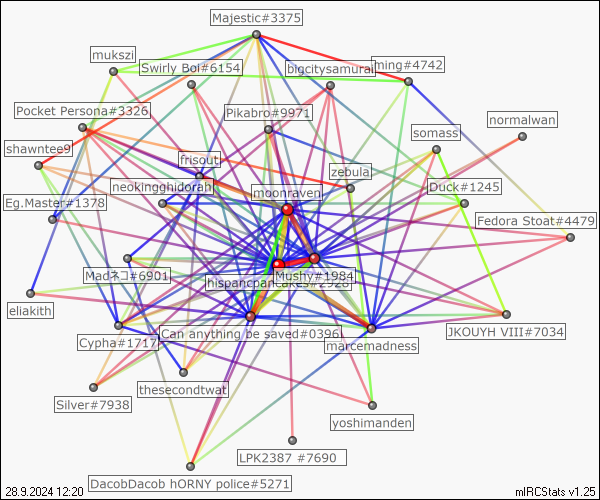 Majestic#3375
mukszi
Swirly Boi#6154
bigcitysamurai
ming#4742
Pocket Persona#3326
Pikabro#9971
normalwan
somass
shawntee9
frisout
zebula
neokingghidorah
moonraven
Duck#1245
Eg.Master#1378
Fedora Stoat#4479
Madネコ#6901
Musfry#1984
hispancpancakes#2928
eliakith
Can anything be saved#0396
JKOUYH VIII#7034
Cypha#1717
marcemadness
thesecondtwat
Silver#7938
yoshimanden
LPK2387 #7690
DacobDacob hORNY police#5271
28.9.2024 12:20
mIRCStats v1.25